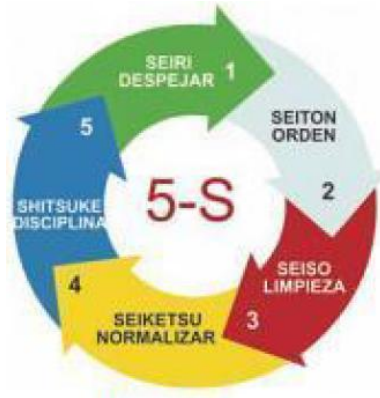 SEIRI
DESPEJAR
1
SEITON
ORDEN
2
SEISO
LIMPIEZA
3
SEIKETSU
NORMALIZAR
4
SHITSUKE
DISCIPLINA
5
5-S